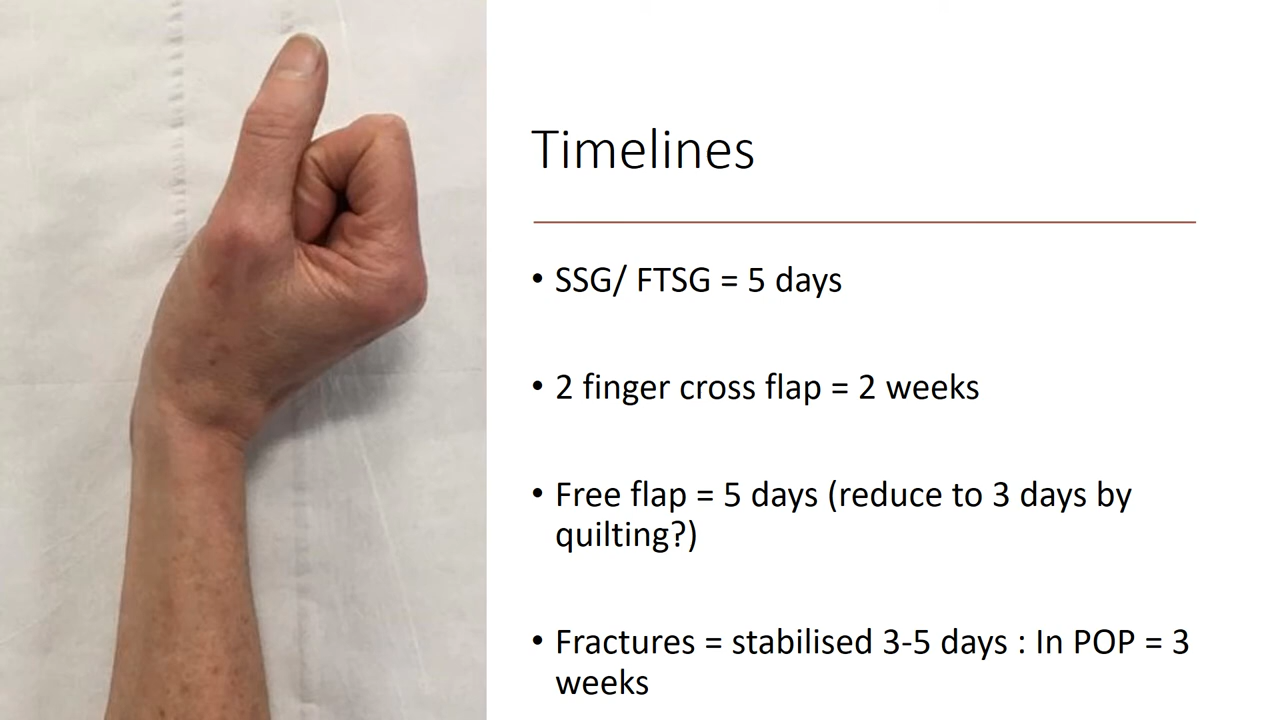 Timelines
• SSG/ FTSG = 5 days
• 2 finger cross flap = 2 weeks
• Free flap = 5 days (reduce to 3 days by
quilting?)
• Fractures = stabilised 3-5 days : In POP = 3
weeks